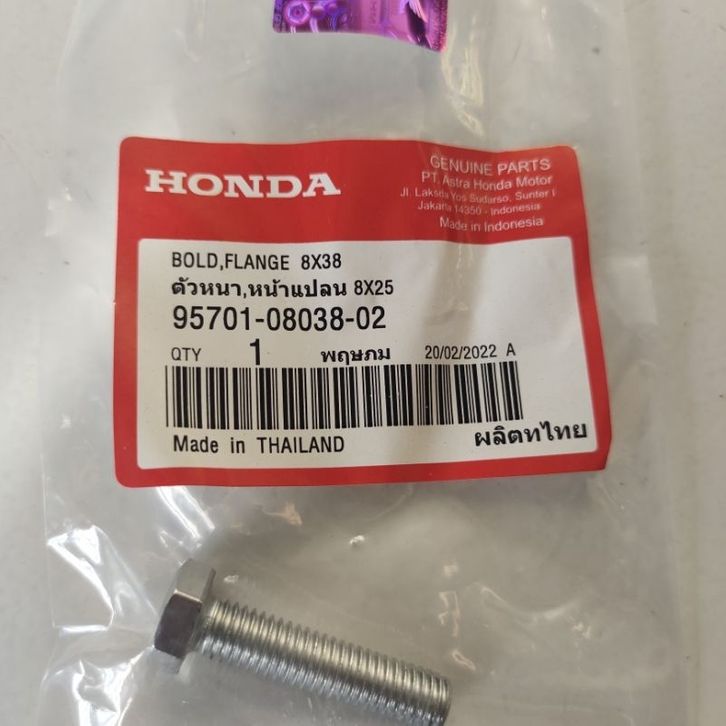 HONDA
GENUINE PARTS
PT. Astra Honda Motor
Jl. Laksda Yos Sudarso, Sunter I
Jakarta 14350 - Indonesia
Made in Indonesia
BOLD,FLANGE 8X38
ตัวหนา,หน้าแปลน 8X25
95701-08038-02
QTY 1 พฤษภม 20/02/2022 A
Made in THAILAND
ผลิตทไทย